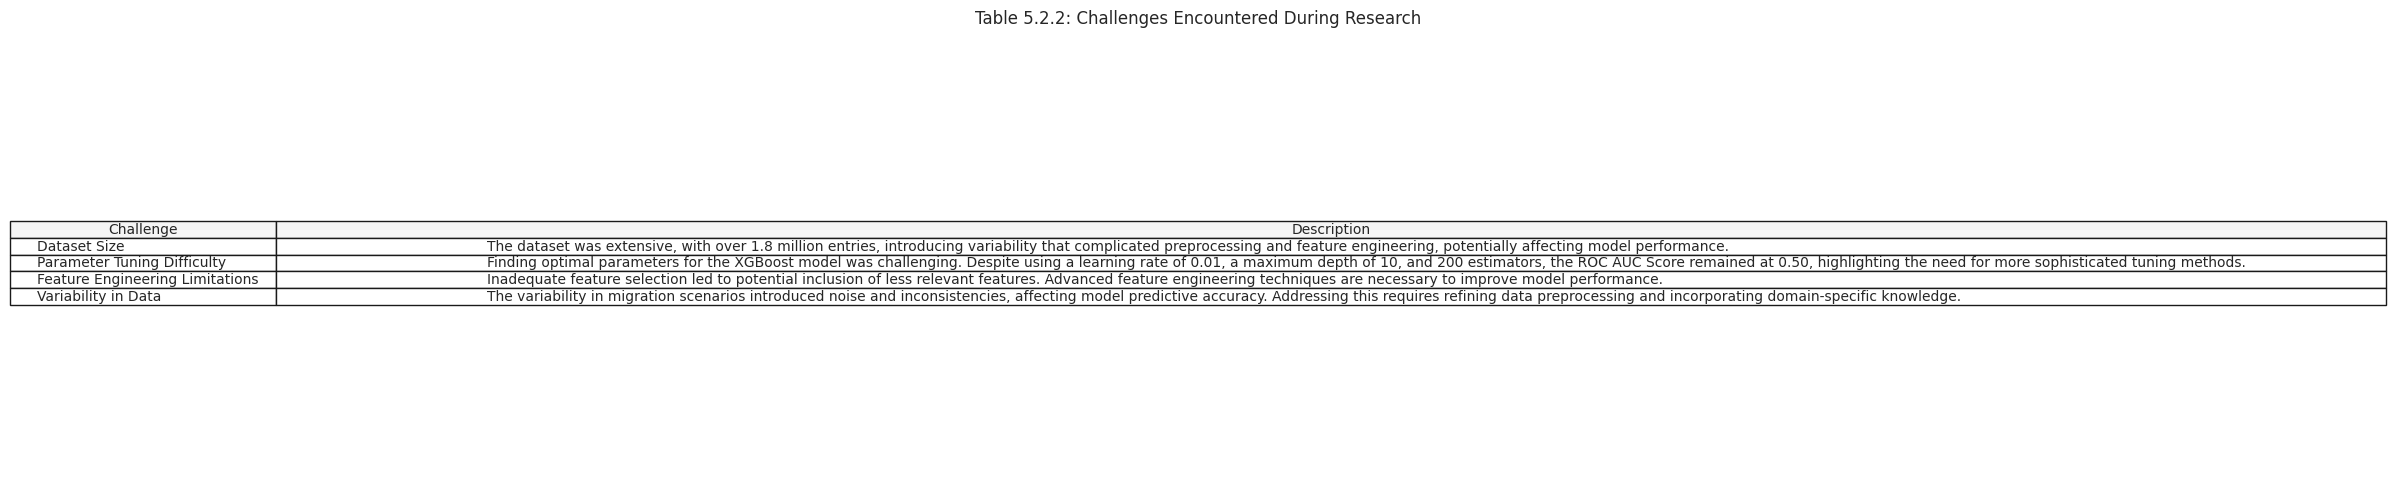 Table 5.2.2: Challenges Encountered During Research
Challenge Description
Dataset Size The dataset was extensive, with over 1.8 million entries, introducing variability that complicated preprocessing and feature engineering, potentially affecting model performance.
Parameter Tuning Difficulty Finding optimal parameters for the XGBoost model was challenging. Despite using a learning rate of 0.01, a maximum depth of 10, and 200 estimators, the ROC AUC Score remained at 0.50, highlighting the need for more sophisticated tuning methods.
Feature Engineering Limitations Inadequate feature selection led to potential inclusion of less relevant features. Advanced feature engineering techniques are necessary to improve model performance.
Variability in Data The variability in migration scenarios introduced noise and inconsistencies, affecting model predictive accuracy. Addressing this requires refining data preprocessing and incorporating domain-specific knowledge.